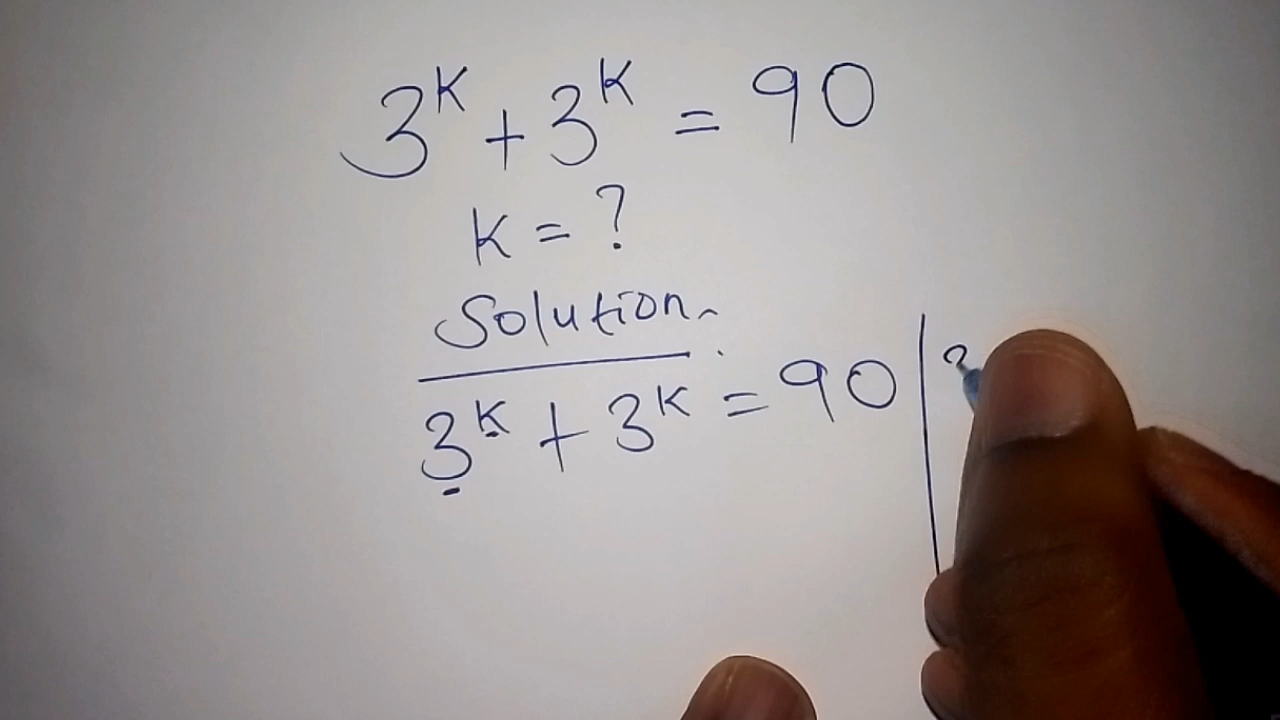 3^K + 3^K = 90
K = ?
Solution
3^K + 3^K = 90